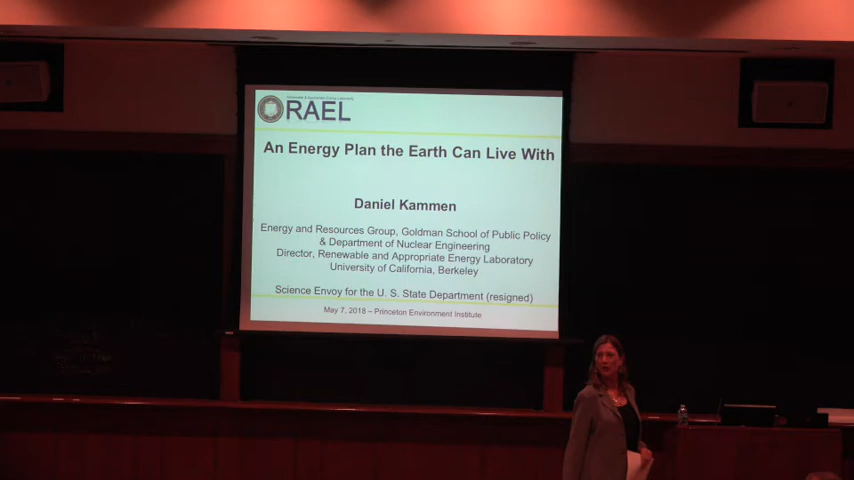 RAEL
An Energy Plan the Earth Can Live With
Daniel Kammen
Energy and Resources Group, Goldman School of Public Policy
& Department of Nuclear Engineering
Director, Renewable and Appropriate Energy Laboratory
University of California, Berkeley
Science Envoy for the U. S. State Department (resigned)
May 7, 2018 – Princeton Environment Institute